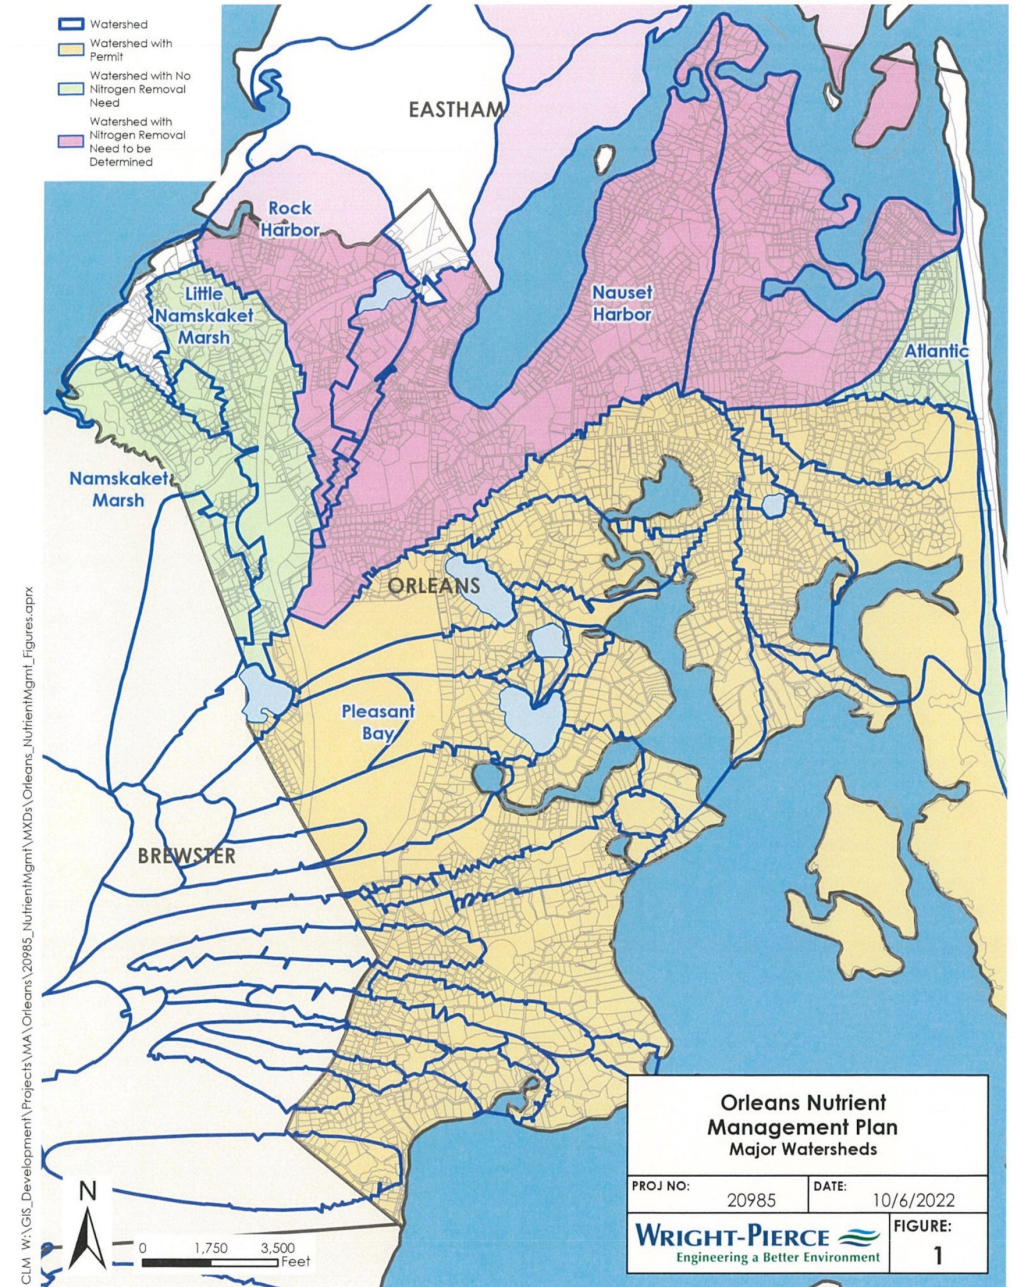 Watershed
Watershed with
Permit
Watershed with No
Nitrogen Removal
Need
Watershed with
Nitrogen Removal
Need to be
Determined
EASTHAM
Rock
Harbor
Little
Namskaket
Marsh
Nauset
Harbor
Atlantic
Namskaket
Marsh
ORLEANS
Pleasant
Bay
BREWSTER
CLM W:\GIS_Development\Projects\MA\Orleans\20985_NutrientMgmt\MXDs\Orleans_NutrientMgmt_Figures.aprx
N
0 1,750 3,500
Feet
Orleans Nutrient
Management Plan
Major Watersheds
PROJ NO: 20985
DATE: 10/6/2022
WRIGHT-PIERCE
Engineering a Better Environment
FIGURE:
1